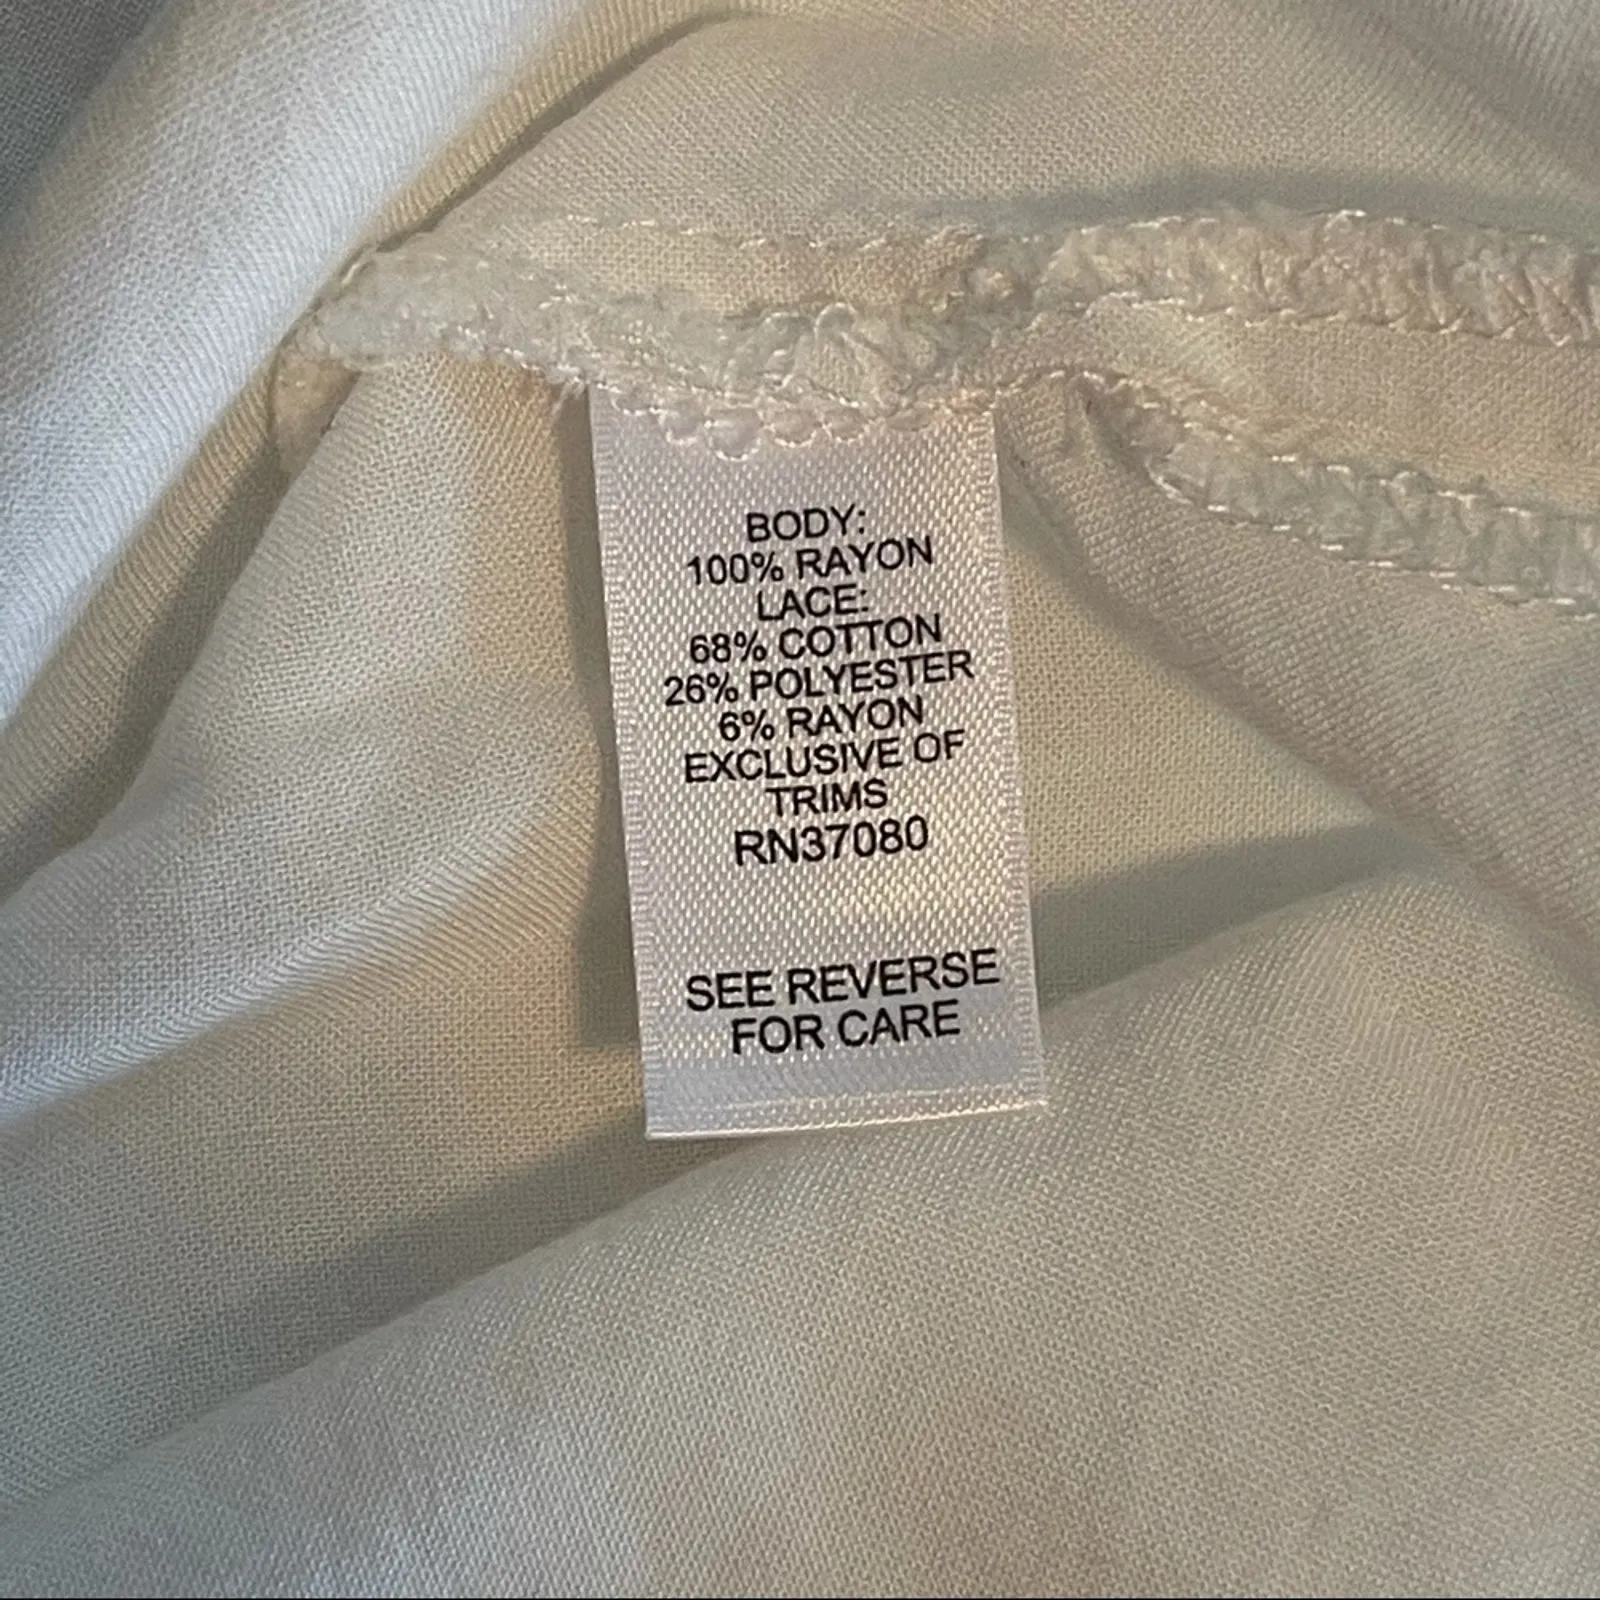 BODY:
100% RAYON
LACE:
68% COTTON
26% POLYESTER
6% RAYON
EXCLUSIVE OF
TRIMS
RN37080
SEE REVERSE
FOR CARE